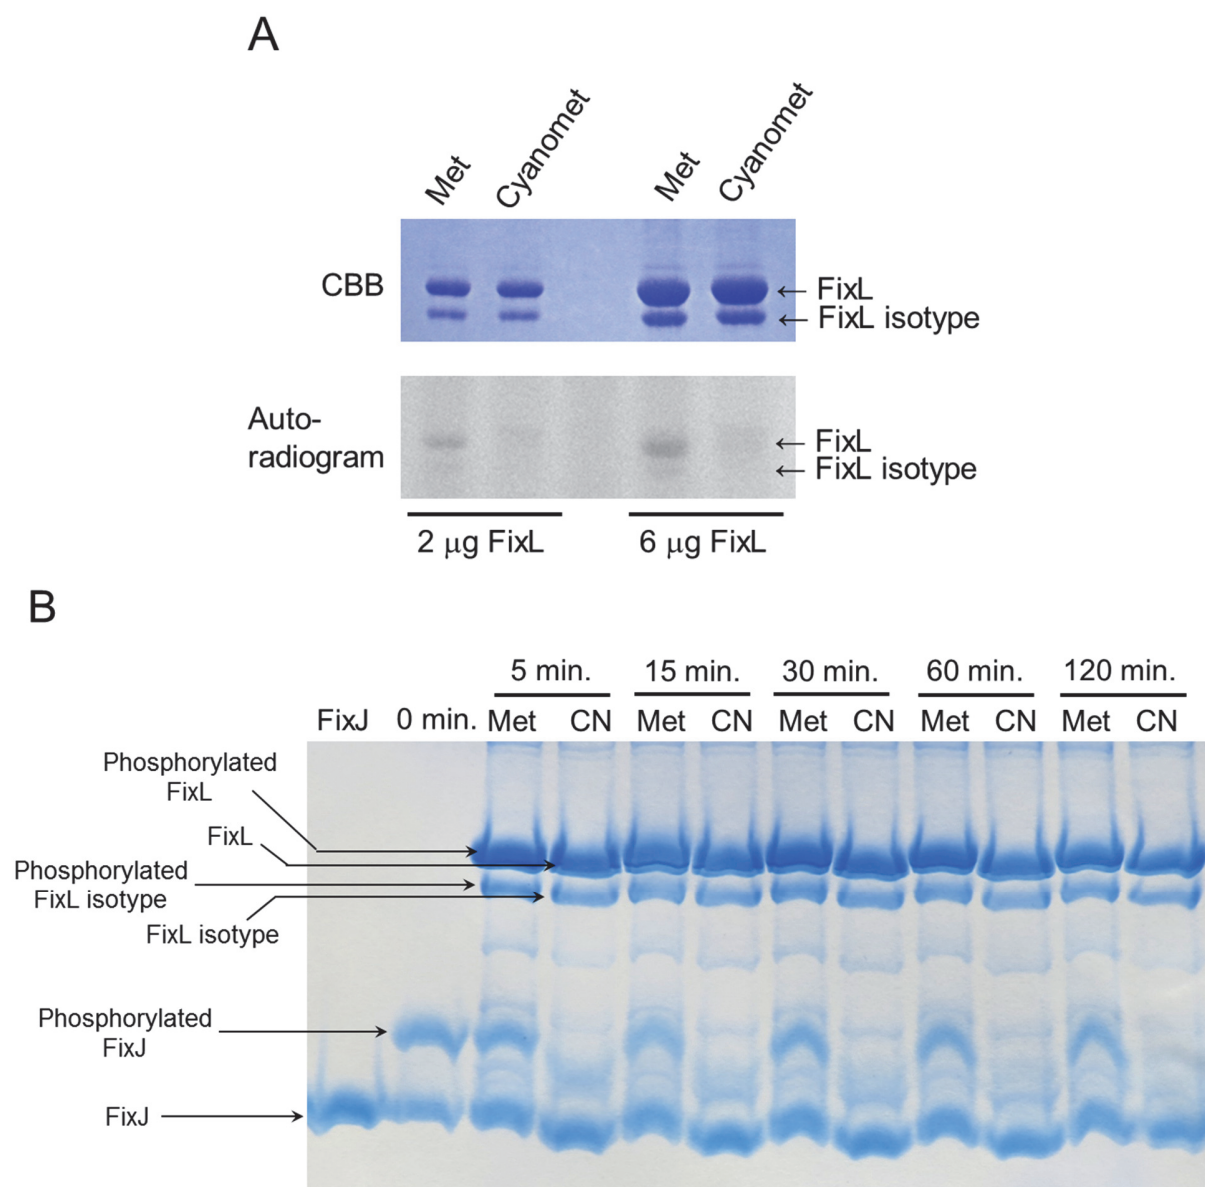 A
Met
Cyanomet
Met
Cyanomet
CBB
← FixL
← FixL isotype
Auto-
radiogram
← FixL
← FixL isotype
2 μg FixL
6 μg FixL
B
5 min.
15 min.
30 min.
60 min.
120 min.
FixJ
0 min.
Met
CN
Met
CN
Met
CN
Met
CN
Met
CN
Phosphorylated
FixL
FixL
Phosphorylated
FixL isotype
FixL isotype
Phosphorylated
FixJ
FixJ